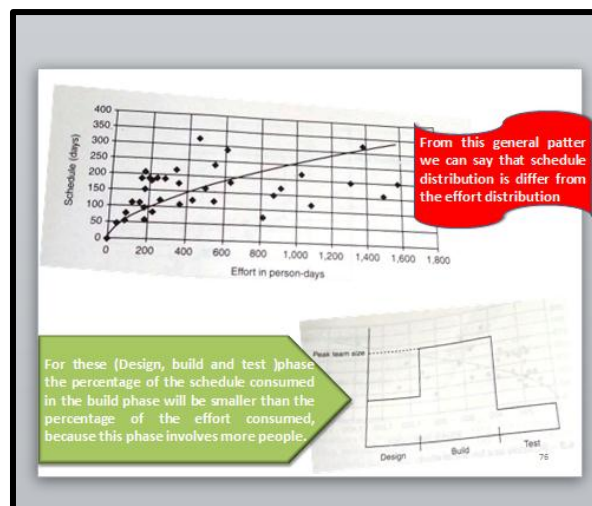 400
350
300
250
200
150
100
50
0
Schedule (days)
0 200 400 600 800 1,000 1,200 1,400 1,600 1,800
Effort in person-days
From this general patter
we can say that schedule
distribution is differ from
the effort distribution
For these (Design, build and test )phase
the percentage of the schedule consumed
in the build phase will be smaller than the
percentage of the effort consumed,
because this phase involves more people.
Peak team size
Design Build Test
76